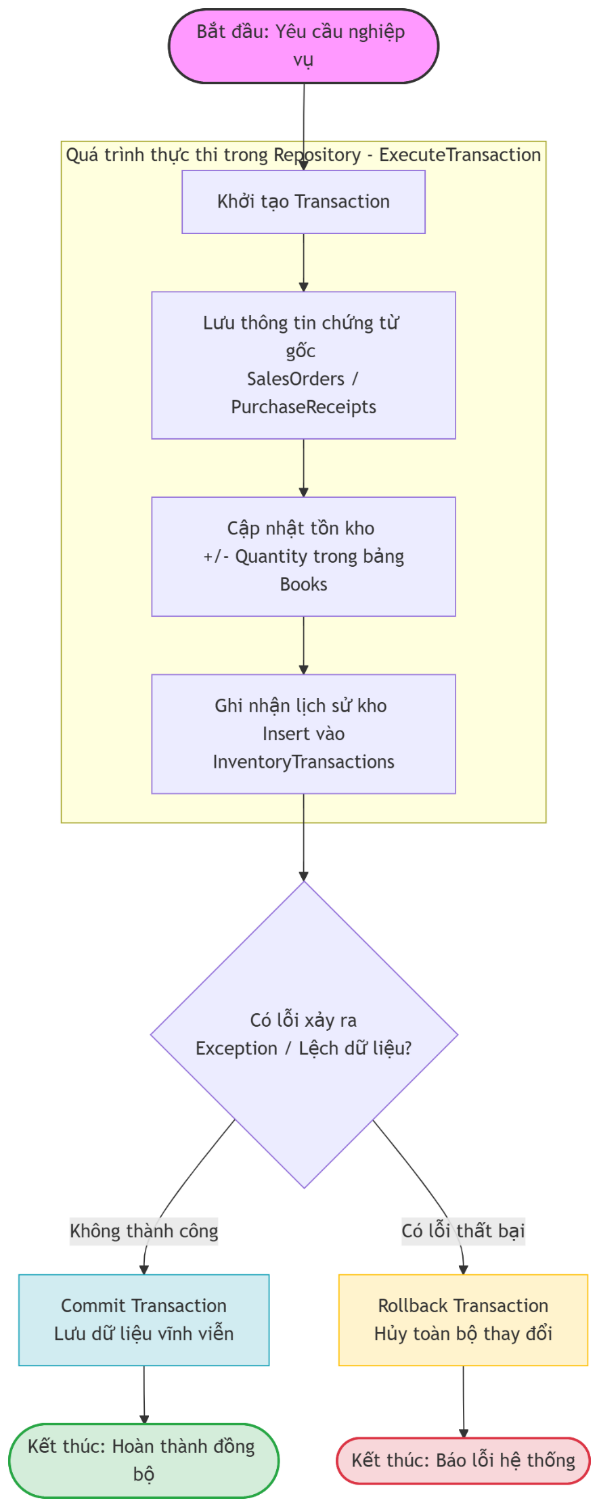 Bắt đầu: Yêu cầu nghiệp
vụ
Quá trình thực thi trong Repository - ExecuteTransaction
Khởi tạo Transaction
Lưu thông tin chứng từ
gốc
SalesOrders /
PurchaseReceipts
Cập nhật tồn kho
+/- Quantity trong bảng
Books
Ghi nhận lịch sử kho
Insert vào
InventoryTransactions
Có lỗi xảy ra
Exception / Lệch dữ liệu?
Không thành công
Có lỗi thất bại
Commit Transaction
Lưu dữ liệu vĩnh viễn
Rollback Transaction
Hủy toàn bộ thay đổi
Kết thúc: Hoàn thành đồng
bộ
Kết thúc: Báo lỗi hệ thống